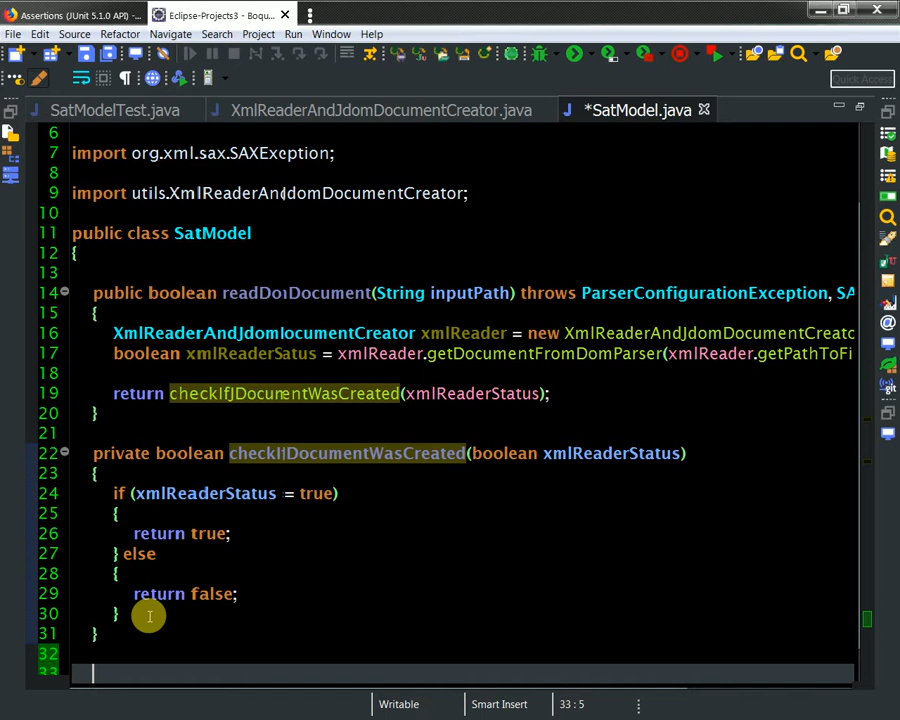 Assertions (JUnit 5.1.0 API) -...
Eclipse-Projects3 - Boqu...
File Edit Source Refactor Navigate Search Project Run Window Help
Quick Access
SatModelTest.java
XmlReaderAndJdomDocumentCreator.java
*SatModel.java
6
7 import org.xml.sax.SAXException;
8
9 import utils.XmlReaderAndJdomDocumentCreator;
10
11 public class SatModel
12 {
13
14 public boolean readDomDocument(String inputPath) throws ParserConfigurationException, SA
15 {
16 XmlReaderAndJdomDocumentCreator xmlReader = new XmlReaderAndJdomDocumentCreato
17 boolean xmlReaderSatus = xmlReader.getDocumentFromDomParser(xmlReader.getPathToFi
18
19 return checkIfJDocumentWasCreated(xmlReaderStatus);
20 }
21
22 private boolean checkIfJDocumentWasCreated(boolean xmlReaderStatus)
23 {
24 if (xmlReaderStatus = true)
25 {
26 return true;
27 } else
28 {
29 return false;
30 }
31 }
32
33
Writable
Smart Insert
33 : 5